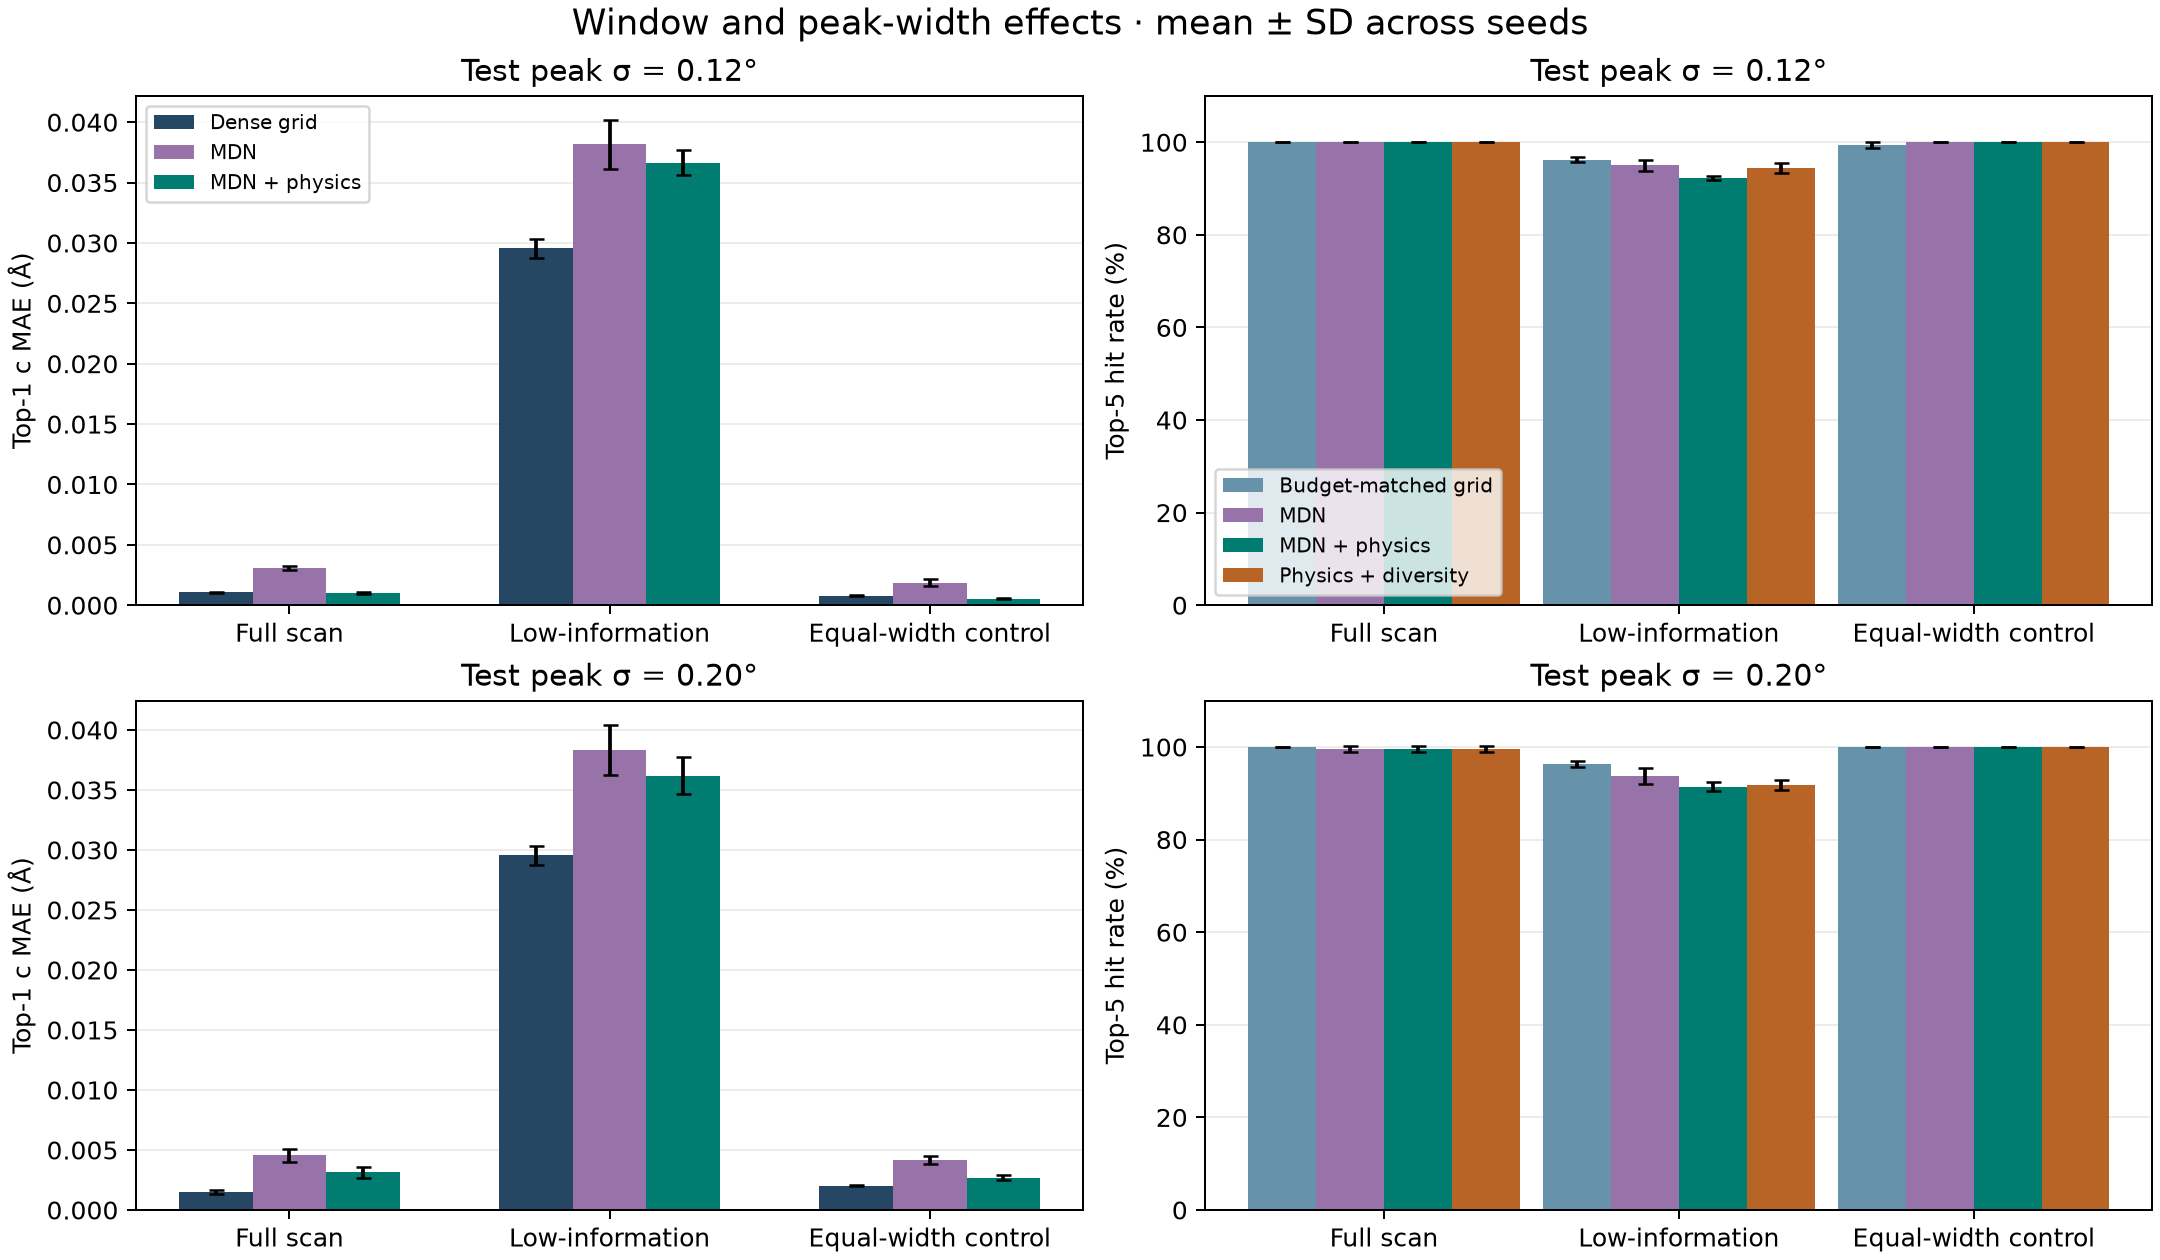 Window and peak-width effects · mean ± SD across seeds
Test peak σ = 0.12°
Top-1 c MAE (Å)
0.040
0.035
0.030
0.025
0.020
0.015
0.010
0.005
0.000
Dense grid
MDN
MDN + physics
Full scan
Low-information
Equal-width control
Test peak σ = 0.12°
Top-5 hit rate (%)
100
80
60
40
20
0
Budget-matched grid
MDN
MDN + physics
Physics + diversity
Full scan
Low-information
Equal-width control
Test peak σ = 0.20°
Top-1 c MAE (Å)
0.040
0.035
0.030
0.025
0.020
0.015
0.010
0.005
0.000
Full scan
Low-information
Equal-width control
Test peak σ = 0.20°
Top-5 hit rate (%)
100
80
60
40
20
0
Full scan
Low-information
Equal-width control